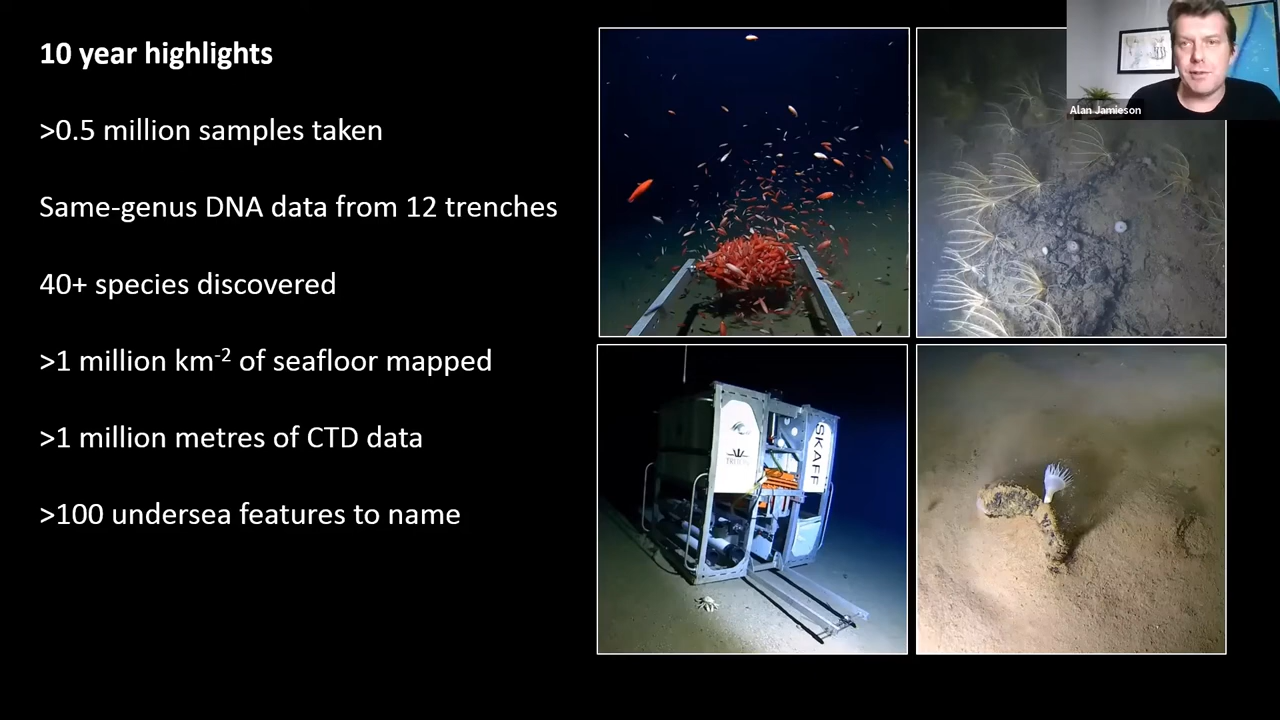 10 year highlights
>0.5 million samples taken
Same-genus DNA data from 12 trenches
40+ species discovered
>1 million km⁻² of seafloor mapped
>1 million metres of CTD data
>100 undersea features to name
Alan Jamieson
SKAFF